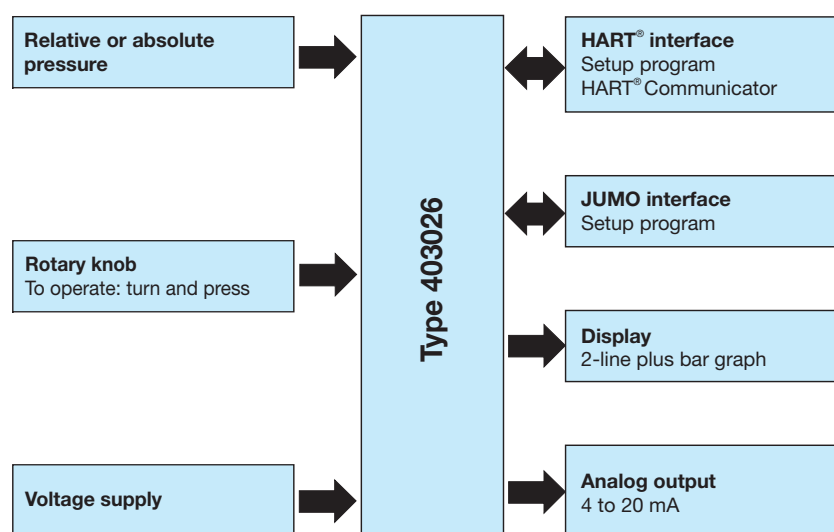 Relative or absolute
pressure
Rotary knob
To operate: turn and press
Voltage supply
Type 403026
HART® interface
Setup program
HART® Communicator
JUMO interface
Setup program
Display
2-line plus bar graph
Analog output
4 to 20 mA